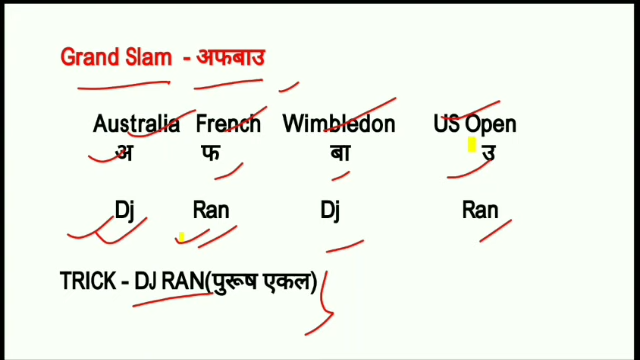 Grand Slam - अफबाउ
Australia French Wimbledon US Open
अ फ बा उ
Dj Ran Dj Ran
TRICK - DJ RAN(पुरूष एकल)